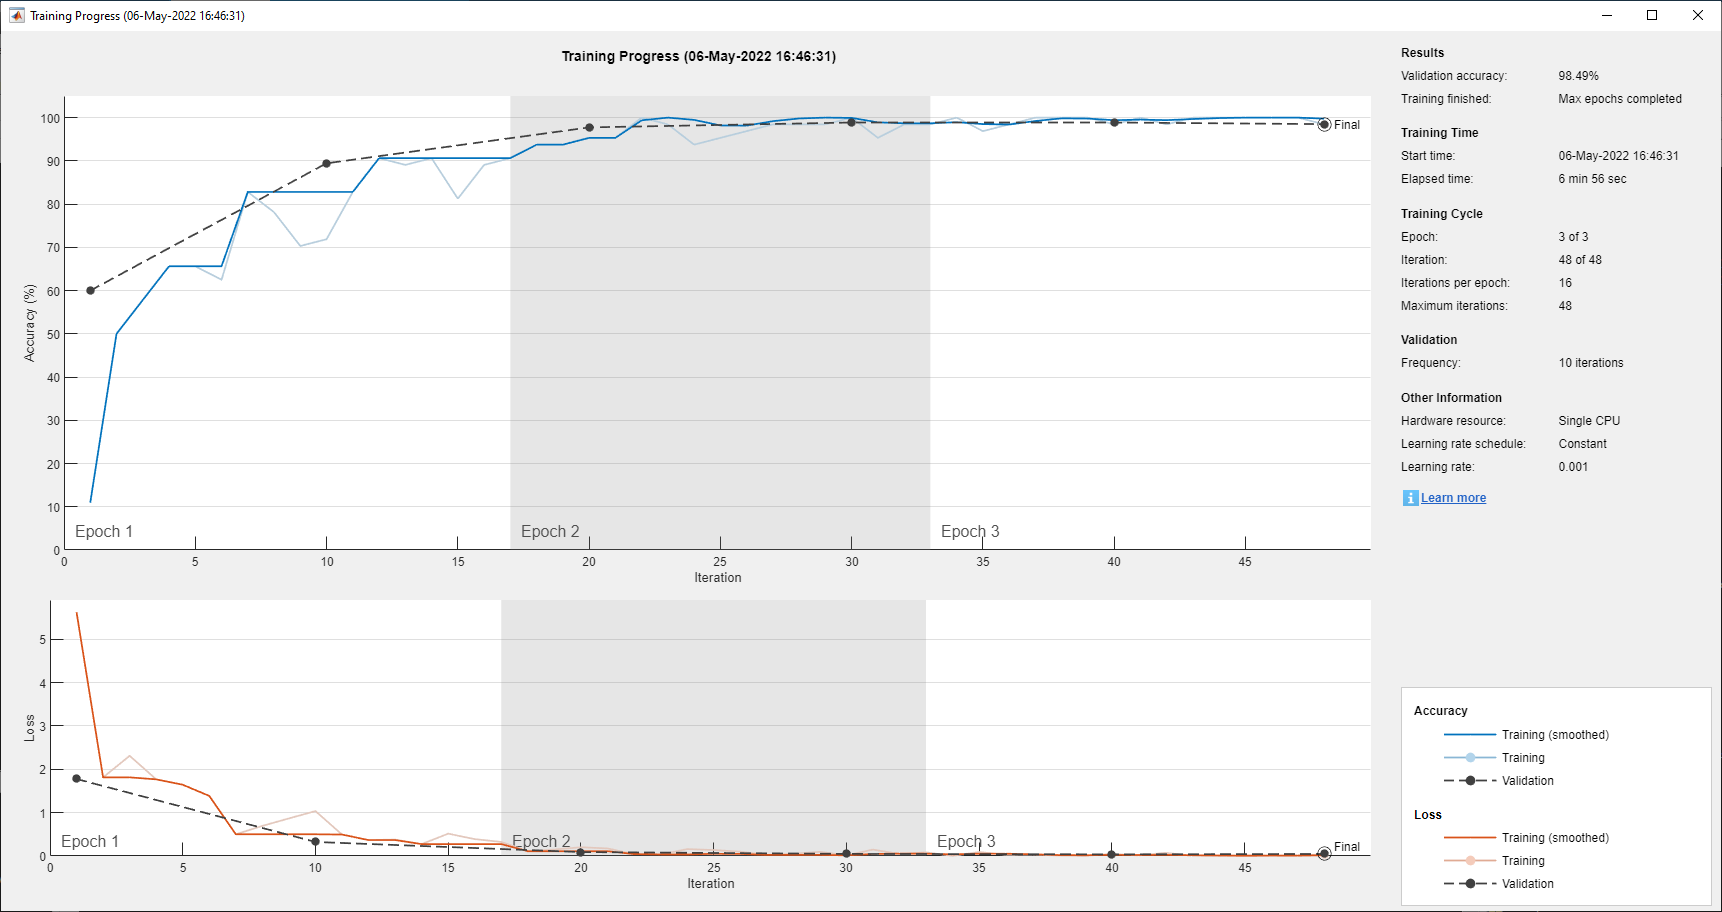 Training Progress (06-May-2022 16:46:31)
Training Progress (06-May-2022 16:46:31)
Accuracy (%)
100
90
80
70
60
50
40
30
20
10
0
Final
Epoch 1
Epoch 2
Epoch 3
0 5 10 15 20 25 30 35 40 45
Iteration
Loss
5
4
3
2
1
0
Final
Epoch 1
Epoch 2
Epoch 3
0 5 10 15 20 25 30 35 40 45
Iteration
Results
Validation accuracy: 98.49%
Training finished: Max epochs completed
Training Time
Start time: 06-May-2022 16:46:31
Elapsed time: 6 min 56 sec
Training Cycle
Epoch: 3 of 3
Iteration: 48 of 48
Iterations per epoch: 16
Maximum iterations: 48
Validation
Frequency: 10 iterations
Other Information
Hardware resource: Single CPU
Learning rate schedule: Constant
Learning rate: 0.001
i Learn more
Accuracy
Training (smoothed)
Training
Validation
Loss
Training (smoothed)
Training
Validation